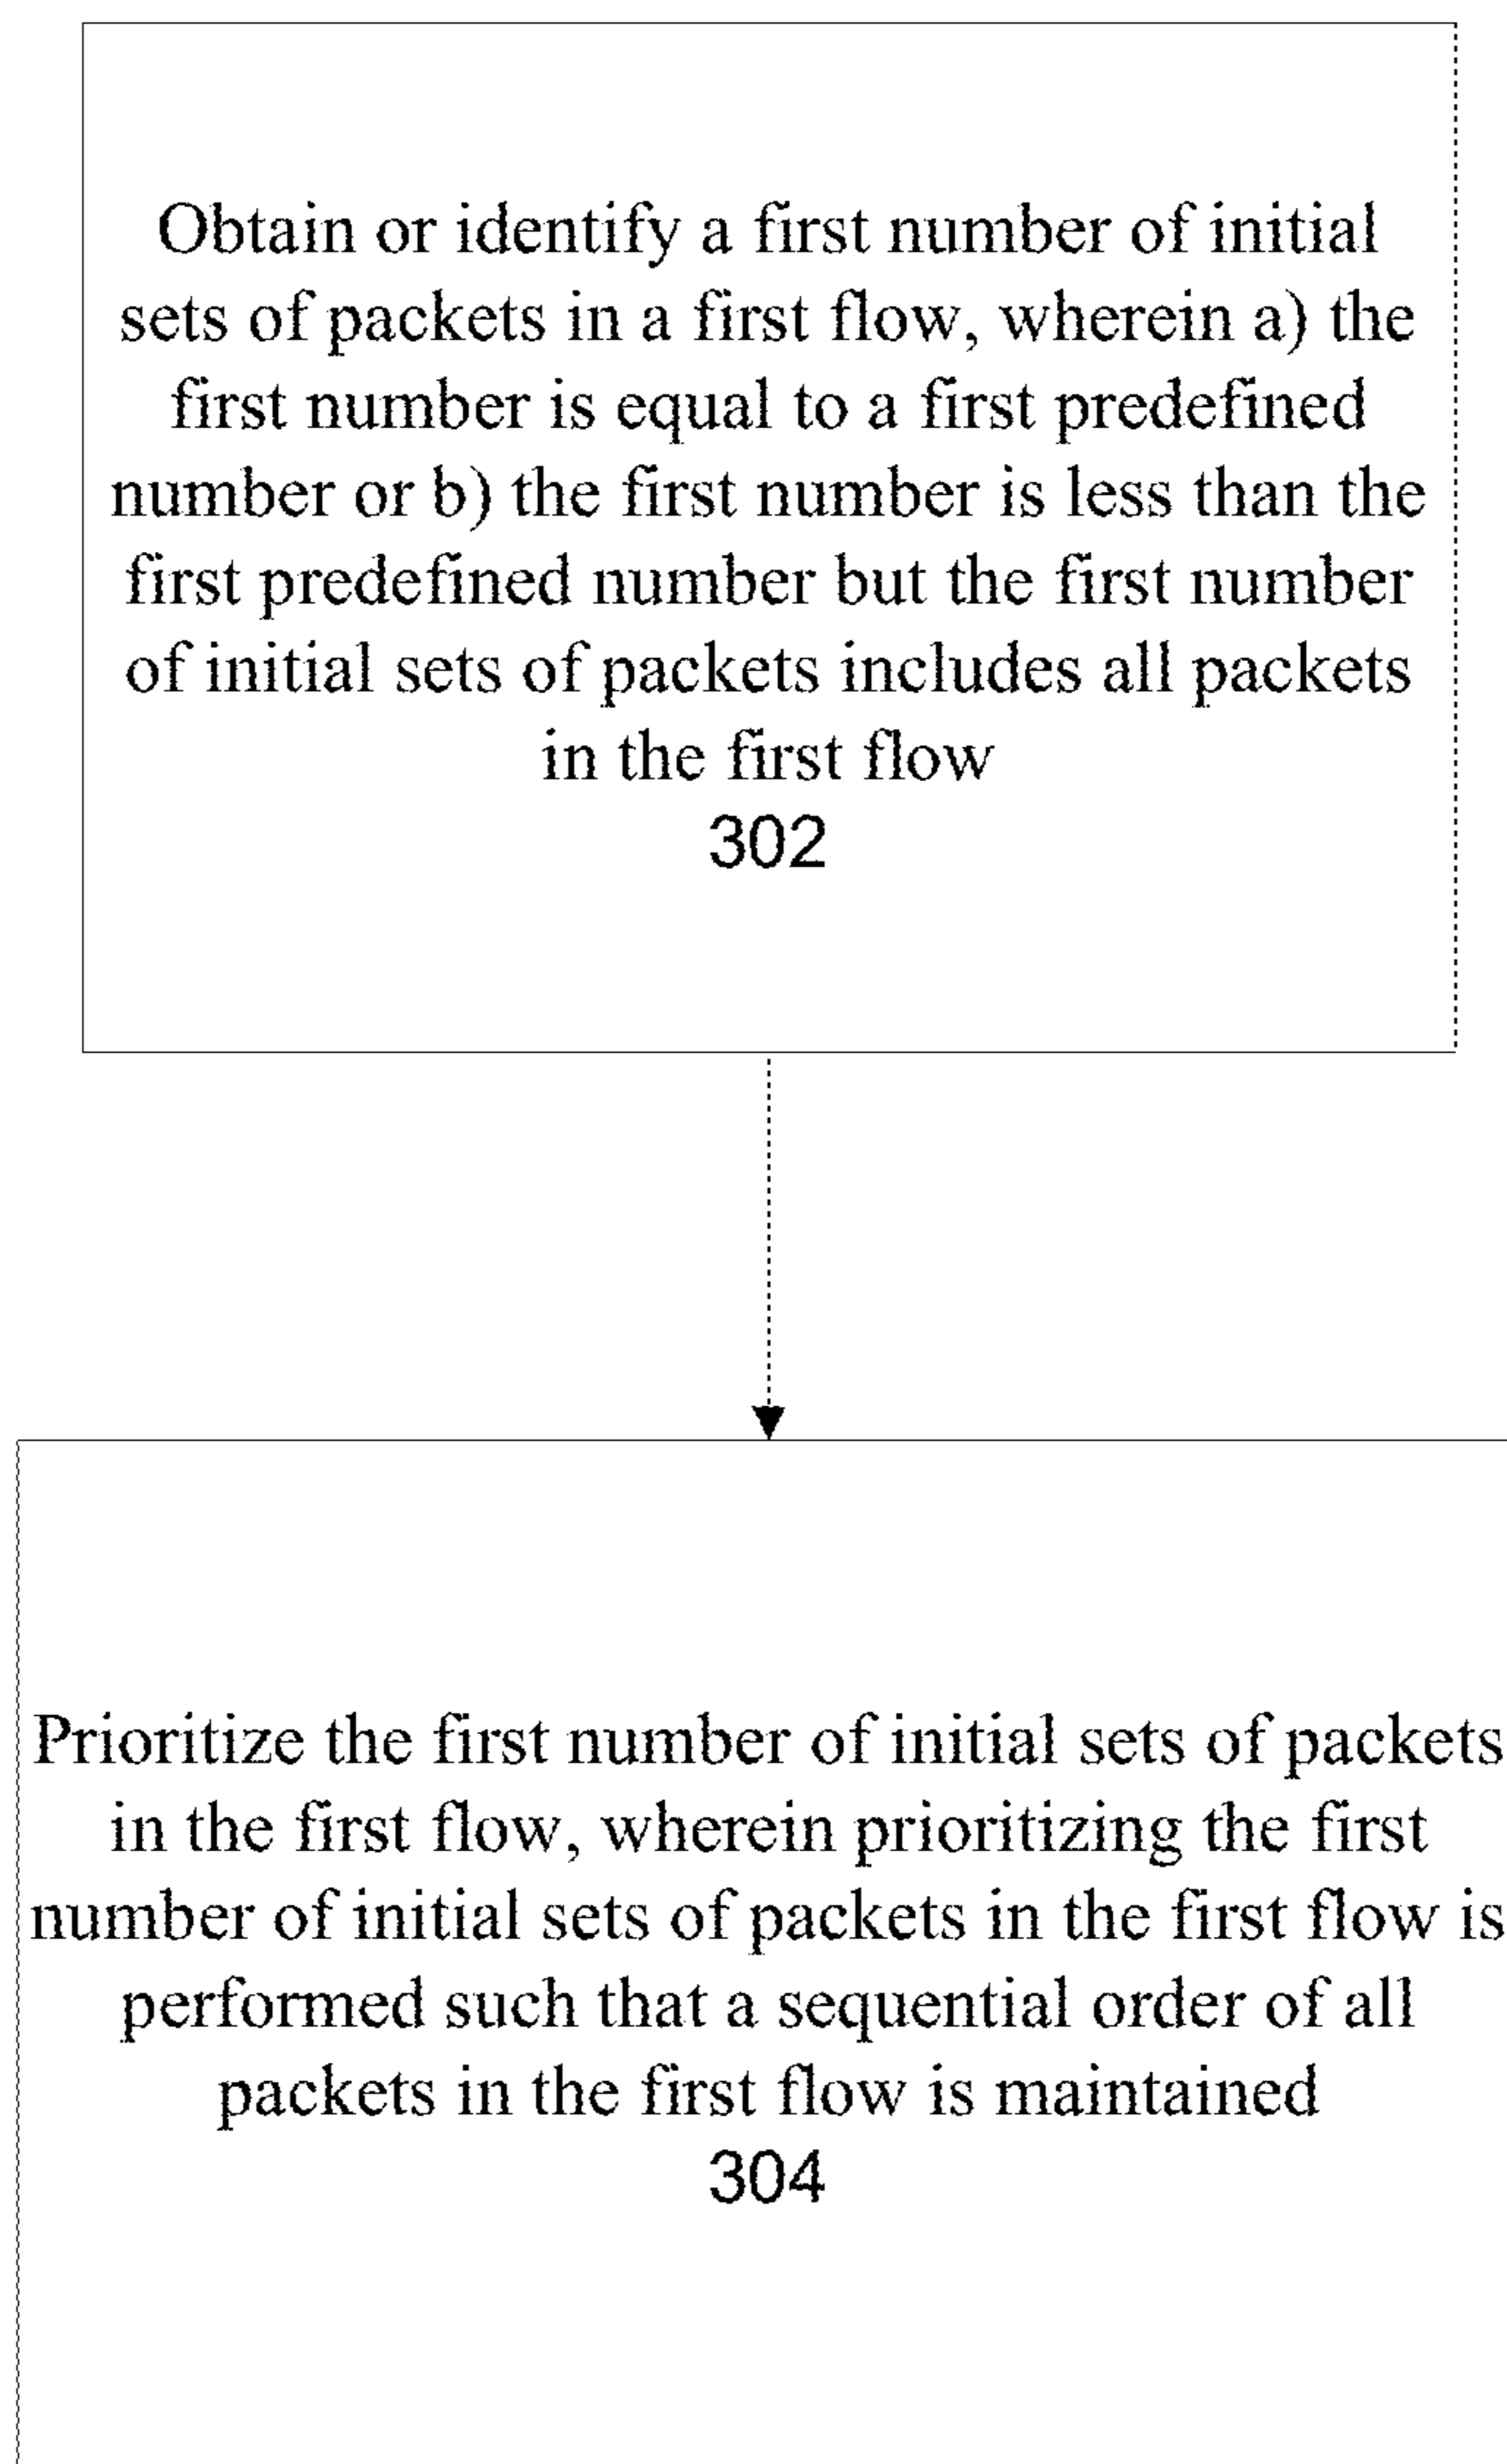 Obtain or identify a first number of initial
sets of packets in a first flow, wherein a) the
first number is equal to a first predefined
number or b) the first number is less than the
first predefined number but the first number
of initial sets of packets includes all packets
in the first flow
302
Prioritize the first number of initial sets of packets
in the first flow, wherein prioritizing the first
number of initial sets of packets in the first flow is
performed such that a sequential order of all
packets in the first flow is maintained
304